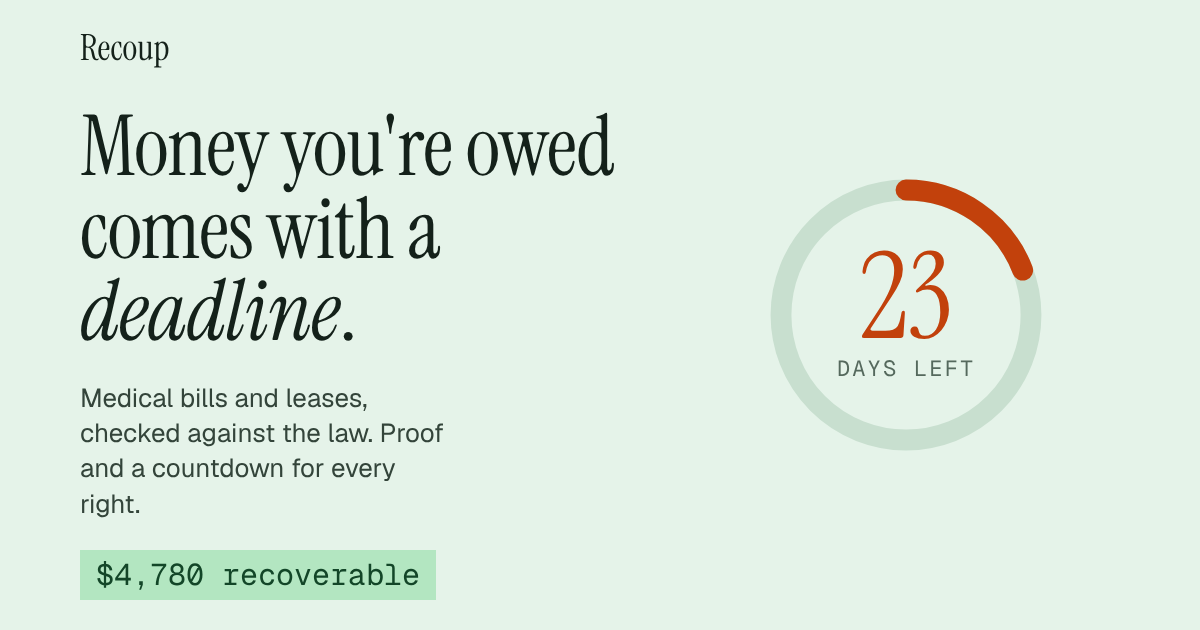 Recoup
Money you're owed
comes with a
deadline.
Medical bills and leases,
checked against the law. Proof
and a countdown for every
right.
$4,780 recoverable
23
DAYS LEFT